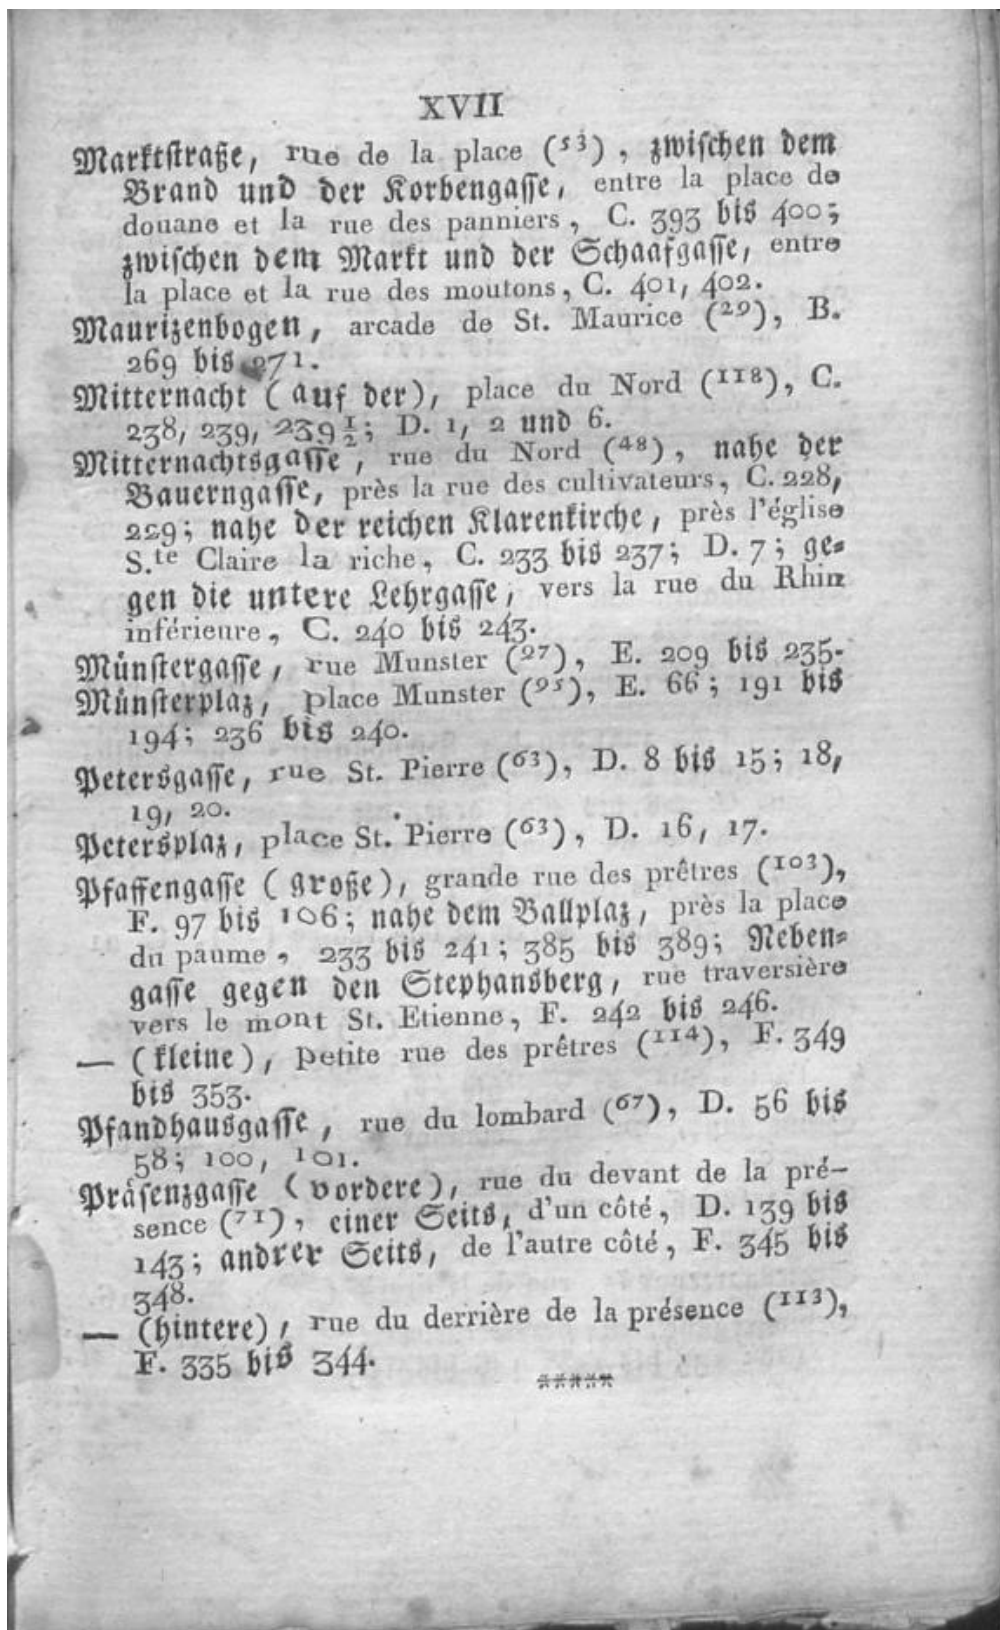 XVII
Marktstraße, rue de la place (53), zwischen dem
Brand und der Korbengasse, entre la place de
douane et la rue des panniers, C. 393 bis 400;
zwischen dem Markt und der Schaafgasse, entre
la place et la rue des moutons, C. 401, 402.
Maurizenbogen, arcade de St. Maurice (29), B.
269 bis 271.
Mitternacht (auf der), place du Nord (118), C.
238, 239, 239 1/2; D. 1, 2 und 6.
Mitternachtsgasse, rue du Nord (48), nahe der
Bauerngasse, près la rue des cultivateurs, C. 228,
229; nahe der reichen Klarenkirche, près l'église
S.te Claire la riche, C. 233 bis 237; D. 7; ge-
gen die untere Lehrgasse, vers la rue du Rhin
inférieure, C. 240 bis 243.
Münstergasse, rue Munster (27), E. 209 bis 235.
Münsterplaz, place Munster (95), E. 66; 191 bis
194; 236 bis 240.
Petersgasse, rue St. Pierre (63), D. 8 bis 15; 18,
19, 20.
Petersplaz, place St. Pierre (63), D. 16, 17.
Pfaffengasse (große), grande rue des prêtres (103),
F. 97 bis 106; nahe dem Ballplaz, près la place
du paume, 233 bis 241; 385 bis 389; Neben-
gasse gegen den Stephansberg, rue traversière
vers le mont St. Etienne, F. 242 bis 246.
— (kleine), petite rue des prêtres (114), F. 349
bis 353.
Pfandhausgasse, rue du lombard (67), D. 56 bis
58; 100, 101.
Präsenzgasse (vordere), rue du devant de la pré-
sence (71), einer Seits, d'un côté, D. 139 bis
143; andrer Seits, de l'autre côté, F. 345 bis
348.
— (hintere), rue du derrière de la présence (113),
F. 335 bis 344.
*****